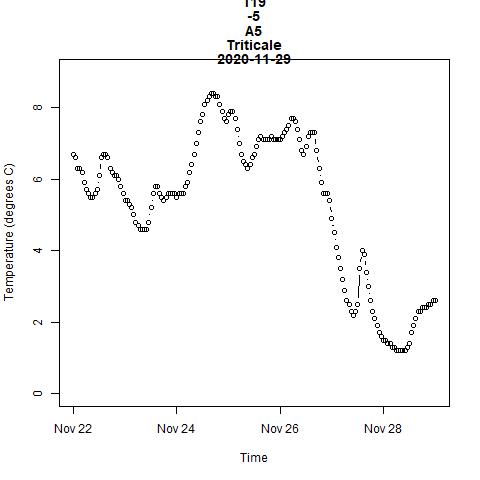 T19
-5
A5
Triticale
2020-11-29
8
6
4
2
0
Temperature (degrees C)
Nov 22
Nov 24
Nov 26
Nov 28
Time